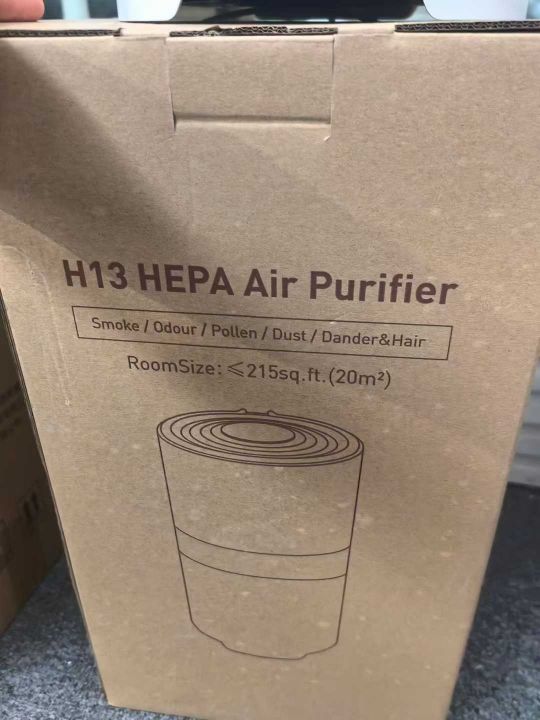 H13 HEPA Air Purifier
Smoke / Odour / Pollen / Dust / Dander&Hair
RoomSize: ⩽215sq.ft.(20m²)